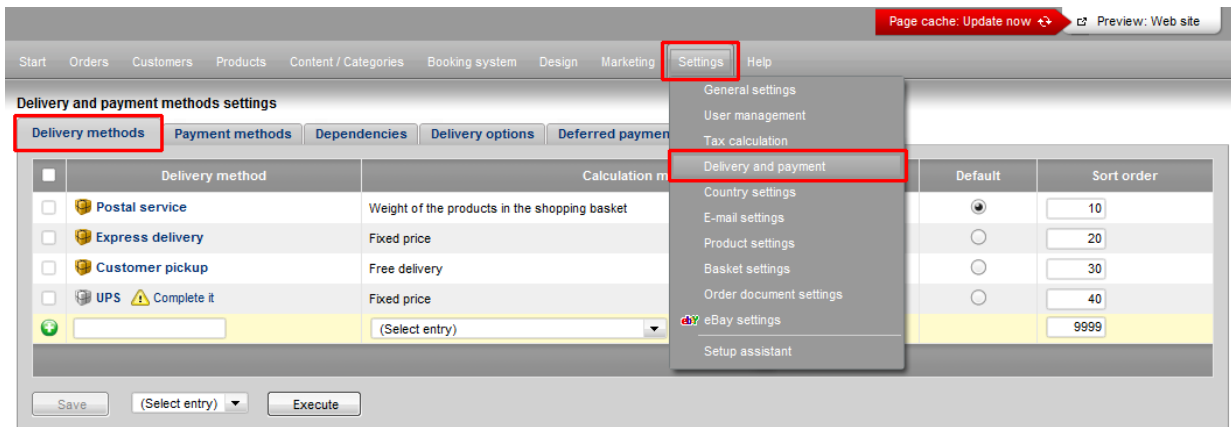 Page cache: Update now Preview: Web site
Start Orders Customers Products Content / Categories Booking system Design Marketing Settings Help
General settings
Delivery and payment methods settings
User management
Delivery methods Payment methods Dependencies Delivery options Deferred paymen
Tax calculation
Delivery and payment
Delivery method Calculation m Default Sort order
Country settings
Postal service Weight of the products in the shopping basket 10
E-mail settings
Express delivery Fixed price 20
Product settings
Customer pickup Free delivery 30
Basket settings
Order document settings
UPS Complete it Fixed price 40
ebY eBay settings
(Select entry) 9999
Setup assistant
Save (Select entry) Execute